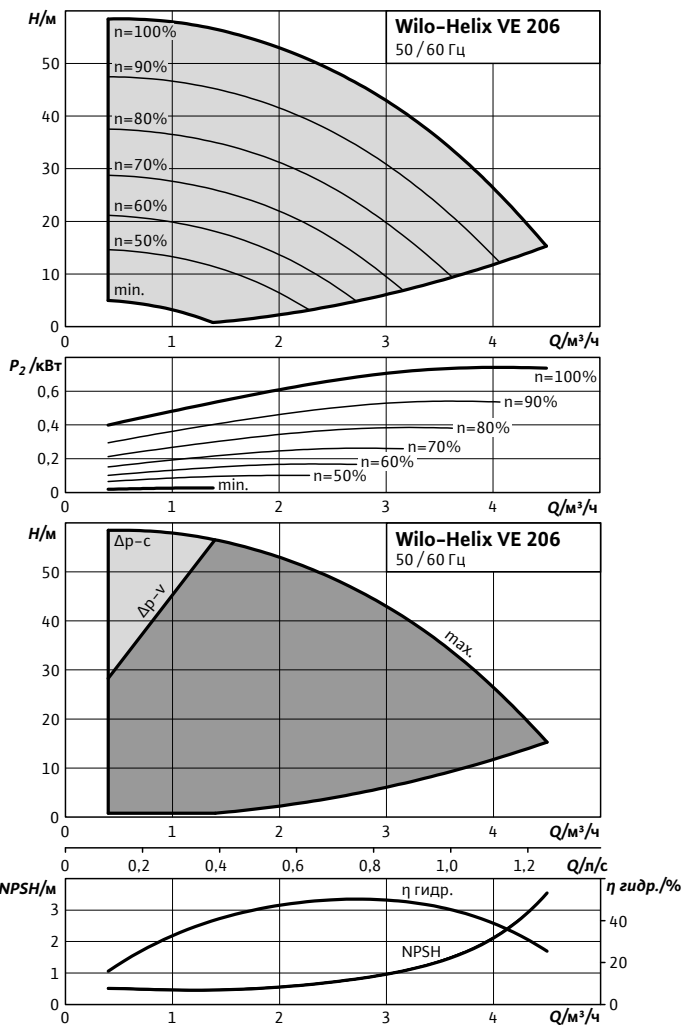 H/м
Wilo-Helix VE 206
50 / 60 Гц
n=100%
n=90%
n=80%
n=70%
n=60%
n=50%
min.
50
40
30
20
10
0
0 1 2 3 4 Q/м³/ч
P₂ /кВт
0,6
0,4
0,2
0
n=100%
n=90%
n=80%
n=70%
n=60%
n=50%
min.
0 1 2 3 4 Q/м³/ч
H/м
Wilo-Helix VE 206
50 / 60 Гц
Δp-c
Δp-v
max.
50
40
30
20
10
0
0 1 2 3 4 Q/м³/ч
0 0,2 0,4 0,6 0,8 1,0 1,2 Q/л/с
NPSH/м
η гидр./%
η гидр.
NPSH
3
2
1
0
40
20
0
0 1 2 3 4 Q/м³/ч